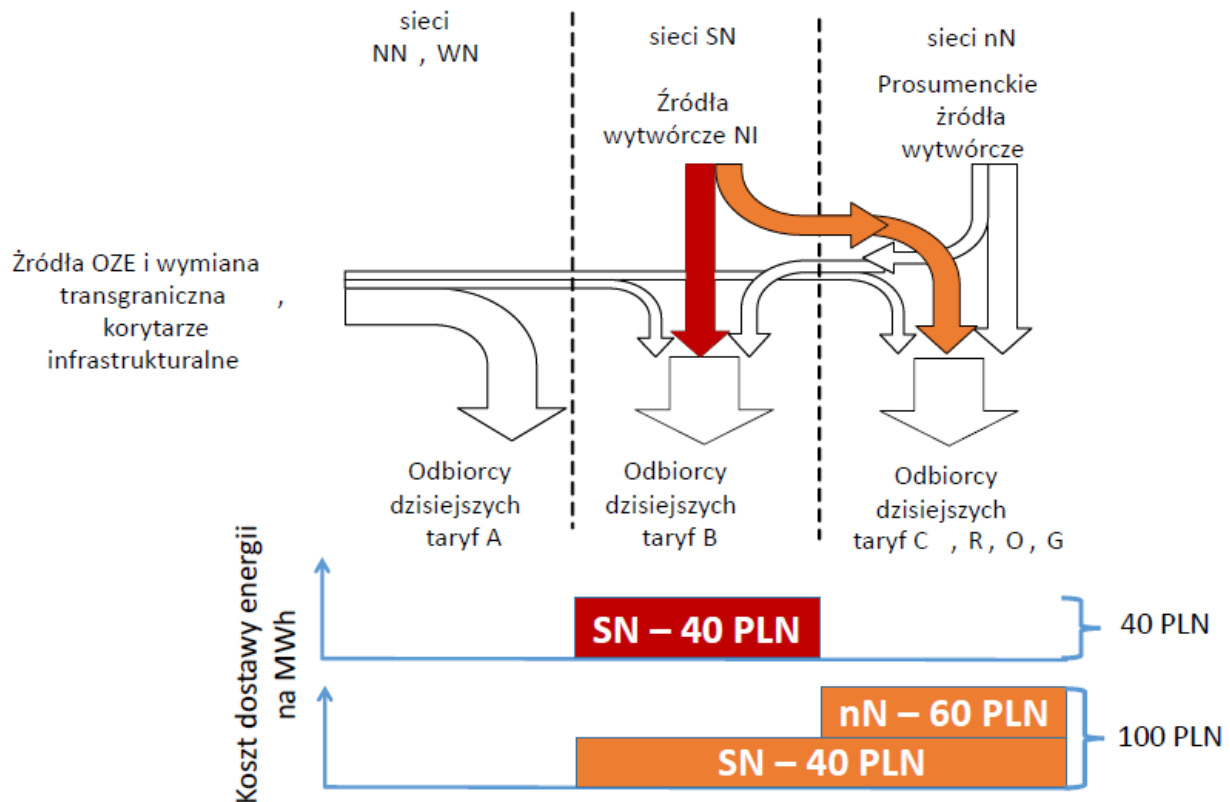 sieci
NN , WN
sieci SN
sieci nN
Źródła
wytwórcze NI
Prosumenckie
żródła
wytwórcze
Żródła OZE i wymiana
transgraniczna ,
korytarze
infrastrukturalne
Odbiorcy
dzisiejszych
taryf A
Odbiorcy
dzisiejszych
taryf B
Odbiorcy
dzisiejszych
taryf C , R , O , G
Koszt dostawy energii
na MWh
SN – 40 PLN
40 PLN
nN – 60 PLN
SN – 40 PLN
100 PLN